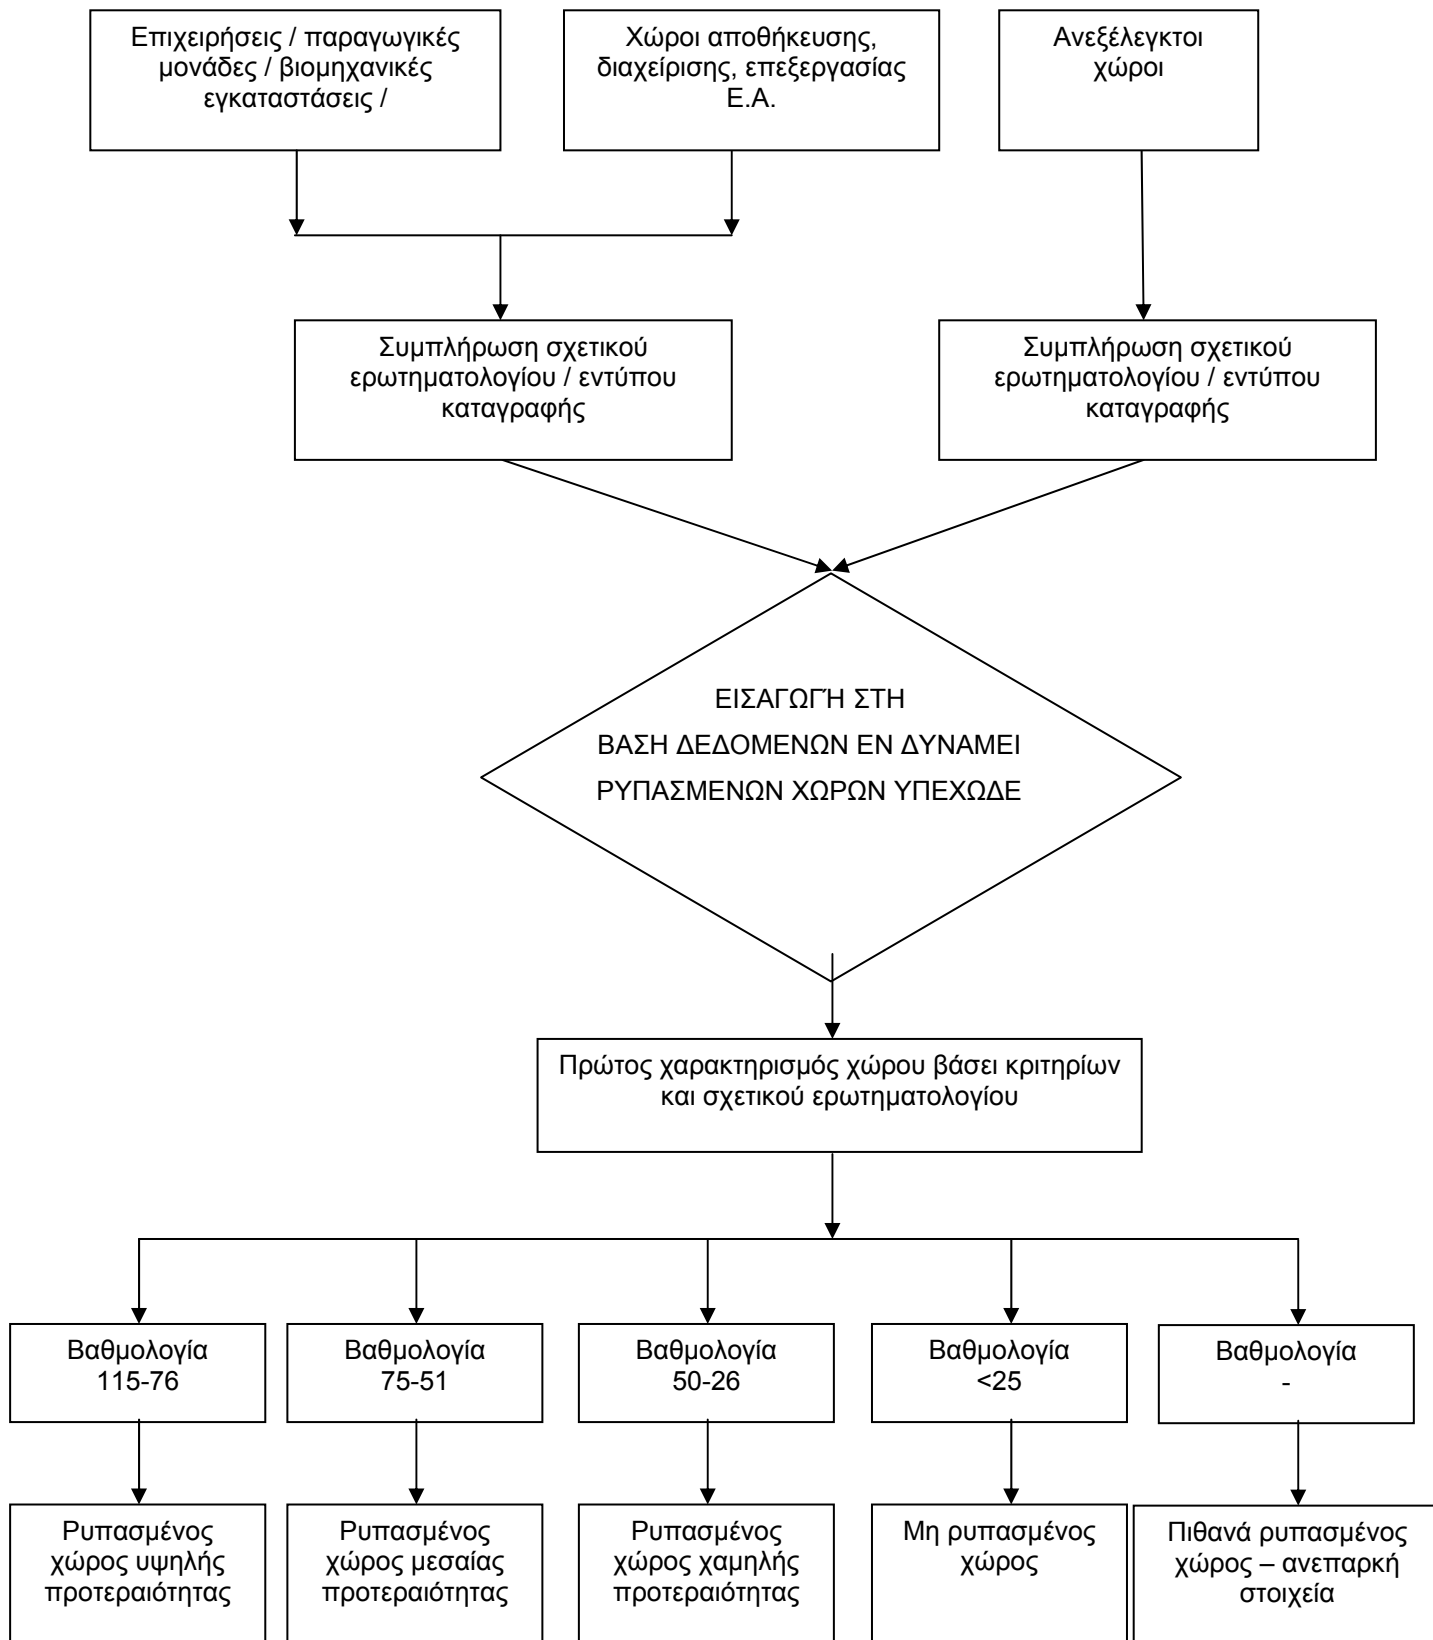 Επιχειρήσεις / παραγωγικές
μονάδες / βιομηχανικές
εγκαταστάσεις /
Χώροι αποθήκευσης,
διαχείρισης, επεξεργασίας
Ε.Α.
Ανεξέλεγκτοι
χώροι
Συμπλήρωση σχετικού
ερωτηματολογίου / εντύπου
καταγραφής
Συμπλήρωση σχετικού
ερωτηματολογίου / εντύπου
καταγραφής
ΕΙΣΑΓΩΓΉ ΣΤΗ
ΒΑΣΗ ΔΕΔΟΜΕΝΩΝ ΕΝ ΔΥΝΑΜΕΙ
ΡΥΠΑΣΜΕΝΩΝ ΧΩΡΩΝ ΥΠΕΧΩΔΕ
Πρώτος χαρακτηρισμός χώρου βάσει κριτηρίων
και σχετικού ερωτηματολογίου
Βαθμολογία
115-76
Βαθμολογία
75-51
Βαθμολογία
50-26
Βαθμολογία
<25
Βαθμολογία
-
Ρυπασμένος
χώρος υψηλής
προτεραιότητας
Ρυπασμένος
χώρος μεσαίας
προτεραιότητας
Ρυπασμένος
χώρος χαμηλής
προτεραιότητας
Μη ρυπασμένος
χώρος
Πιθανά ρυπασμένος
χώρος – ανεπαρκή
στοιχεία